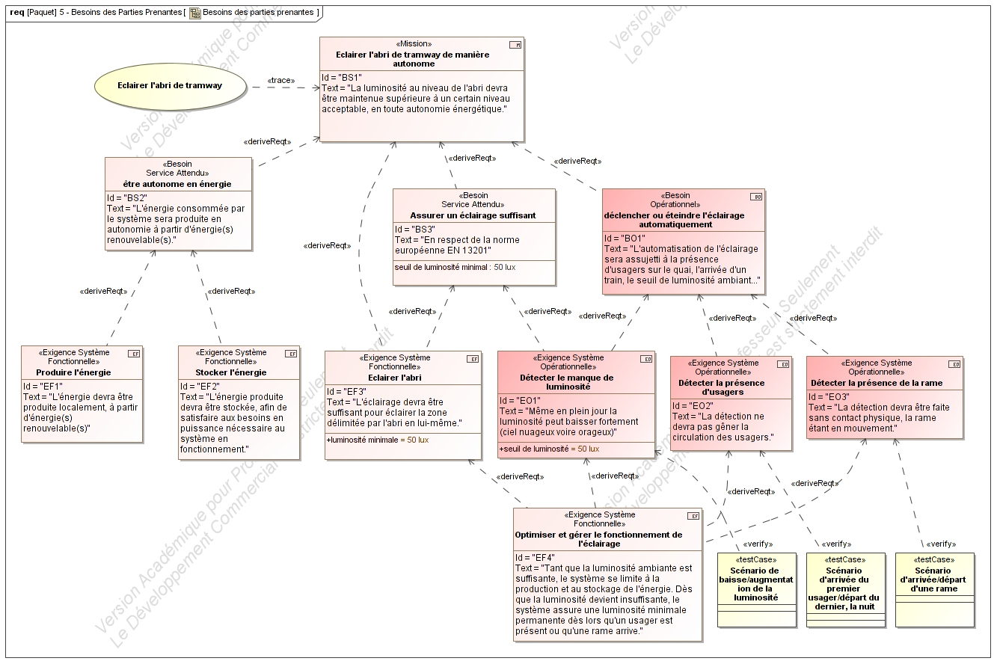 req [Paquet] 5 - Besoins des Parties Prenantes [ Besoins des parties prenantes ]
Eclairer l'abri de tramway
«trace»
«Mission»
M
Eclairer l'abri de tramway de manière
autonome
Id = "BS1"
Text = "La luminosité au niveau de l'abri devra
être maintenue supérieure à un certain niveau
acceptable, en toute autonomie énergétique."
«deriveReqt»
«deriveReqt»
«deriveReqt»
«deriveReqt»
«Besoin
Service Attendu»
être autonome en énergie
Id = "BS2"
Text = "L'énergie consommée par
le système sera produite en
autonomie à partir d'énergie(s)
renouvelable(s)."
«Besoin
Service Attendu»
Assurer un éclairage suffisant
Id = "BS3"
Text = "En respect de la norme
européenne EN 13201"
seuil de luminosité minimal : 50 lux
«Besoin
Opérationnel»
BO
déclencher ou éteindre l'éclairage
automatiquement
Id = "BO1"
Text = "L'automatisation de l'éclairage
sera assujetti à la présence
d'usagers sur le quai, l'arrivée d'un
train, le seuil de luminosité ambiant..."
«deriveReqt»
«deriveReqt»
«deriveReqt»
«deriveReqt»
«deriveReqt»
«deriveReqt»
«deriveReqt»
«Exigence Système
Fonctionnelle»
EF
Produire l'énergie
Id = "EF1"
Text = "L'énergie devra être
produite localement, à partir
d'énergie(s)
renouvelable(s)"
«Exigence Système
Fonctionnelle»
EF
Stocker l'énergie
Id = "EF2"
Text = "L'énergie produite
devra être stockée, afin de
satisfaire aux besoins en
puissance nécessaire au
système en
fonctionnement."
«Exigence Système
Fonctionnelle»
EF
Eclairer l'abri
Id = "EF3"
Text = "L'éclairage devra être
suffisant pour éclairer la zone
délimitée par l'abri en lui-même."
+luminosité minimale = 50 lux
«Exigence Système
Opérationnelle»
EO
Détecter le manque de
luminosité
Id = "EO1"
Text = "Même en plein jour la
luminosité peut baisser fortement
(ciel nuageux voire orageux)"
+seuil de luminosité = 50 lux
«Exigence Système
Opérationnelle»
EO
Détecter la présence
d'usagers
Id = "EO2"
Text = "La détection ne
devra pas gêner la
circulation des usagers."
«Exigence Système
Opérationnelle»
EO
Détecter la présence de la rame
Id = "EO3"
Text = "La détection devra être faite
sans contact physique, la rame
étant en mouvement."
«deriveReqt»
«deriveReqt»
«deriveReqt»
«deriveReqt»
«Exigence Système
Fonctionnelle»
EF
Optimiser et gérer le fonctionnement de
l'éclairage
Id = "EF4"
Text = "Tant que la luminosité ambiante est
suffisante, le système se limite à la
production et au stockage de l'énergie. Dès
que la luminosité devient insuffisante, le
système assure une luminosité minimale
permanente dès lors qu'un usager est
présent ou qu'une rame arrive."
«verify»
«verify»
«verify»
«testCase»
Scénario de
baisse/augmentat
ion de la
luminosité
«testCase»
Scénario
d'arrivée du
premier
usager/départ du
dernier, la nuit
«testCase»
Scénario
d'arrivée/départ
d'une rame
Version Académique pour Professeur Seulement
Le Développement Commercial est strictement interdit